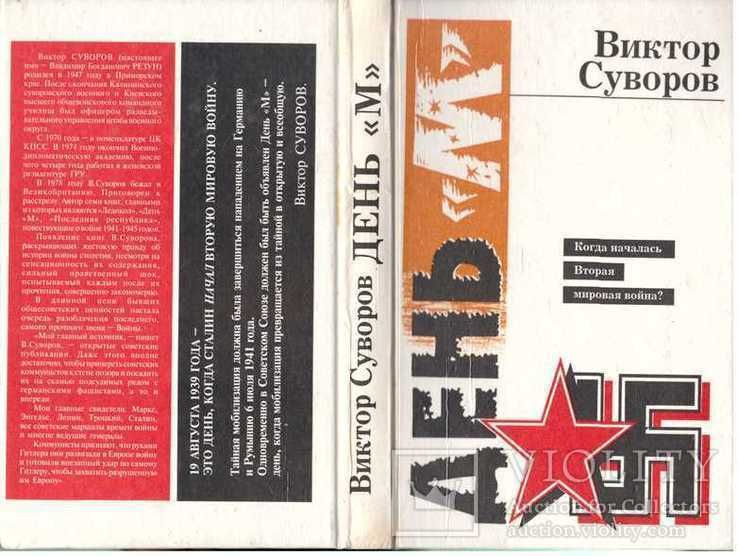 Виктор СУВОРОВ (настоящее
имя — Владимир Богданович РЕЗУН)
родился в 1947 году в Приморском
крае. После окончания Калининского
суворовского военного и Киевского
высшего общевойскового командного
училищ был офицером разведы-
вательного управления штаба военного
округа.
С 1970 года — в номенклатуре ЦК
КПСС. В 1974 году окончил Военно-
дипломатическую академию, после
чего четыре года работал в женевской
резидентуре ГРУ.
В 1978 году В.Суворов бежал в
Великобританию. Приговорен к
расстрелу. Автор семи книг, главными
из которых являются «Ледокол», «День
«М», «Последняя республика»,
повествующие о войне 1941-1945 годов.
Появление книг В.Суворова,
раскрывающих жестокую правду об
истории войны столетия, несмотря на
сенсационность их содержания,
сильный нравственный шок,
испытываемый каждым после их
прочтения, совершенно закономерно.
В длинной цепи бывших
общесоветских ценностей настала
очередь разоблачения последнего,
самого прочного звена — Войны.
«Мой главный источник, — пишет
В.Суворов, — открытые советские
публикации. Даже этого вполне
достаточно, чтобы припереть советских
коммунистов к стене позора и посадить
их на скамью подсудимых рядом с
германскими фашистами, а то и
впереди.
Мои главные свидетели: Маркс,
Энгельс, Ленин, Троцкий, Сталин,
все советские маршалы времен войны
и многие ведущие генералы.
Коммунисты признают, что руками
Гитлера они развязали в Европе войну
и готовили внезапный удар по самому
Гитлеру, чтобы захватить разрушенную
им Европу»
19 АВГУСТА 1939 ГОДА —
ЭТО ДЕНЬ, КОГДА СТАЛИН НАЧАЛ ВТОРУЮ МИРОВУЮ ВОЙНУ.
Тайная мобилизация должна была завершиться нападением на Германию
и Румынию 6 июля 1941 года.
Одновременно в Советском Союзе должен был быть объявлен День «М» —
день, когда мобилизация превращается из тайной в открытую и всеобщую.
Виктор СУВОРОВ.
Виктор Суворов ДЕНЬ «М»
Виктор
Суворов
ДЕНЬ «М»
Когда началась
Вторая
мировая война?
VIOLITY
Auction for Collectors
auction.violity.com